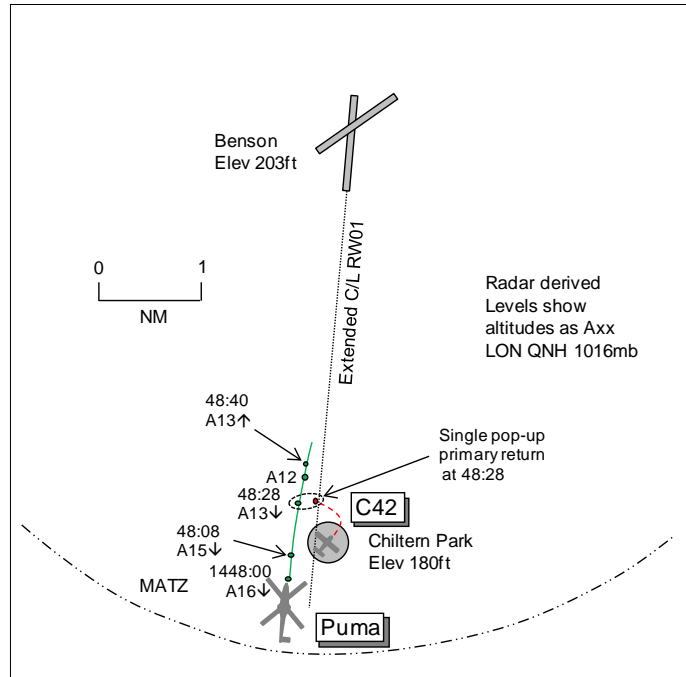 Benson
Elev 203ft
0 1
NM
Extended C/L RW01
Radar derived
Levels show
altitudes as Axx
LON QNH 1016mb
48:40
A13↑
Single pop-up
primary return
at 48:28
A12
48:28
A13↓
C42
Chiltern Park
Elev 180ft
48:08
A15↓
1448:00
A16↓
MATZ
Puma